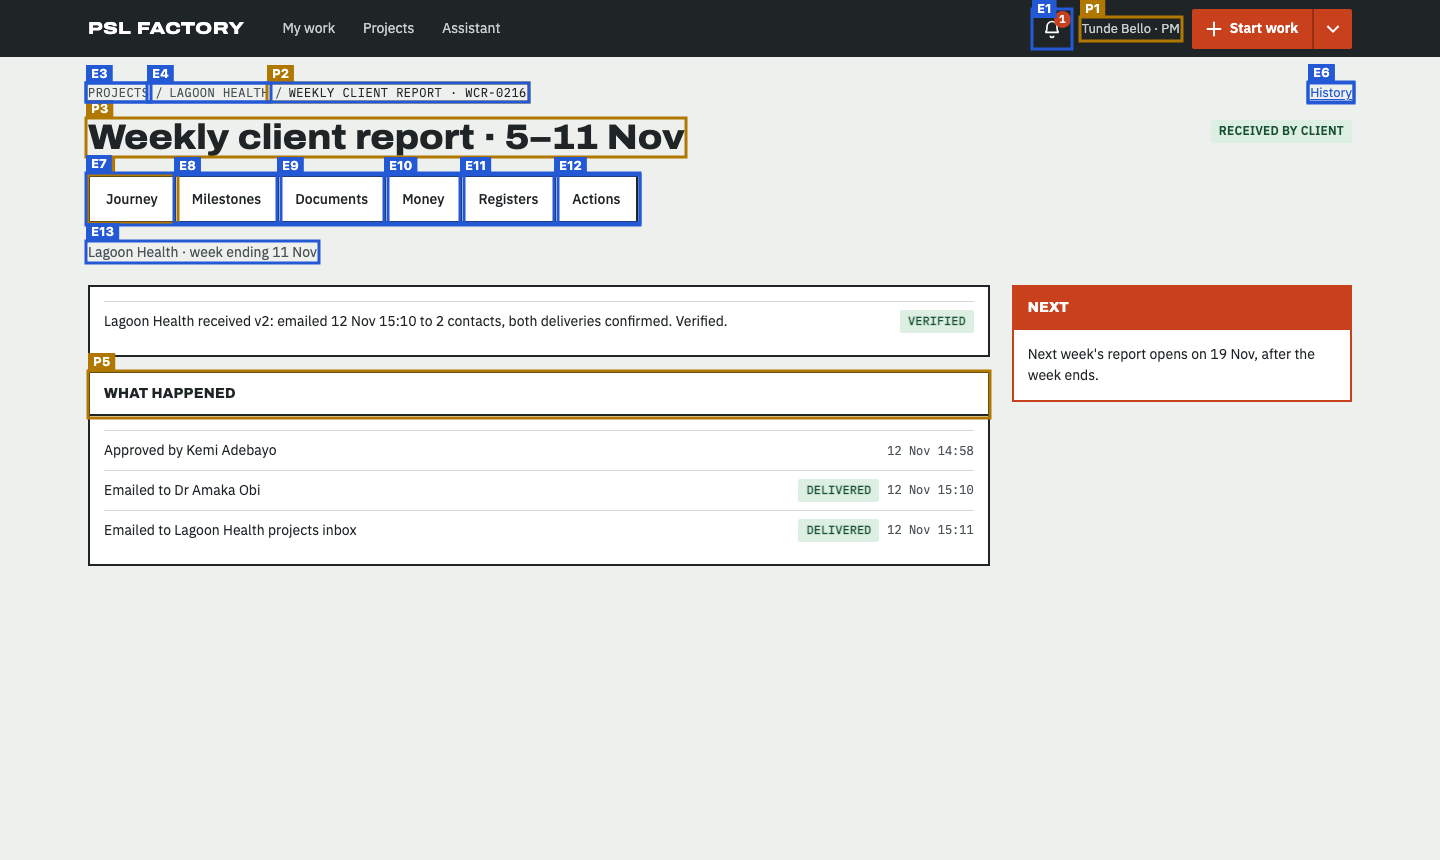 PSL FACTORY
My work
Projects
Assistant
E1
1
P1
Tunde Bello · PM
Start work
E3
E4
P2
E6
PROJECTS / LAGOON HEALTH / WEEKLY CLIENT REPORT · WCR-0216
History
P3
Weekly client report · 5–11 Nov
RECEIVED BY CLIENT
E7
E8
E9
E10
E11
E12
Journey
Milestones
Documents
Money
Registers
Actions
E13
Lagoon Health · week ending 11 Nov
Lagoon Health received v2: emailed 12 Nov 15:10 to 2 contacts, both deliveries confirmed. Verified.
VERIFIED
NEXT
Next week's report opens on 19 Nov, after the
week ends.
P5
WHAT HAPPENED
Approved by Kemi Adebayo
12 Nov 14:58
Emailed to Dr Amaka Obi
DELIVERED
12 Nov 15:10
Emailed to Lagoon Health projects inbox
DELIVERED
12 Nov 15:11